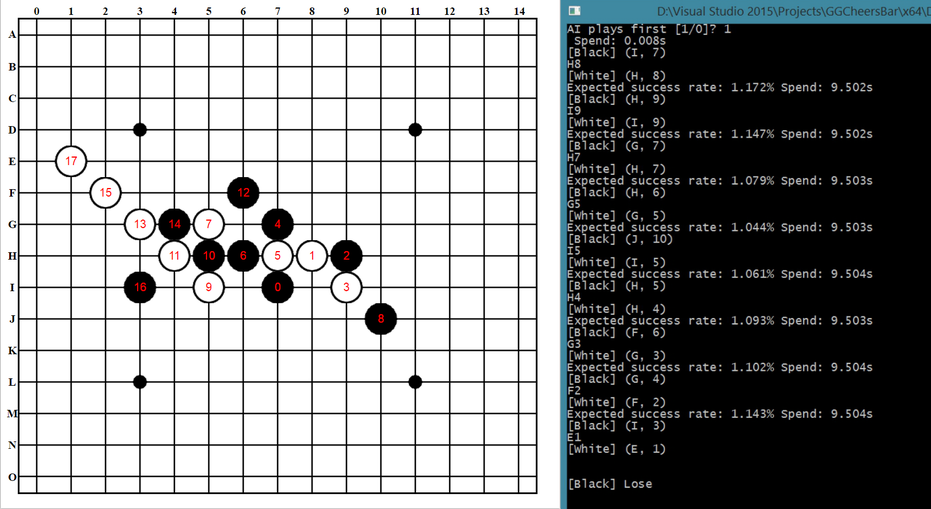 0 1 2 3 4 5 6 7 8 9 10 11 12 13 14
A
B
C
D
E 17
F 15 12
G 13 14 7 4
H 11 10 6 5 1 2
I 16 9 0 3
J 8
K
L
M
N
O
D:\Visual Studio 2015\Projects\GGCheersBar\x64\D
AI plays first [1/0]? 1
Spend: 0.008s
[Black] (I, 7)
H8
[White] (H, 8)
Expected success rate: 1.172% Spend: 9.502s
[Black] (H, 9)
I9
[White] (I, 9)
Expected success rate: 1.147% Spend: 9.502s
[Black] (G, 7)
H7
[White] (H, 7)
Expected success rate: 1.079% Spend: 9.503s
[Black] (H, 6)
G5
[White] (G, 5)
Expected success rate: 1.044% Spend: 9.503s
[Black] (J, 10)
I5
[White] (I, 5)
Expected success rate: 1.061% Spend: 9.504s
[Black] (H, 5)
H4
[White] (H, 4)
Expected success rate: 1.093% Spend: 9.503s
[Black] (F, 6)
G3
[White] (G, 3)
Expected success rate: 1.102% Spend: 9.504s
[Black] (G, 4)
F2
[White] (F, 2)
Expected success rate: 1.143% Spend: 9.504s
[Black] (I, 3)
E1
[White] (E, 1)
[Black] Lose